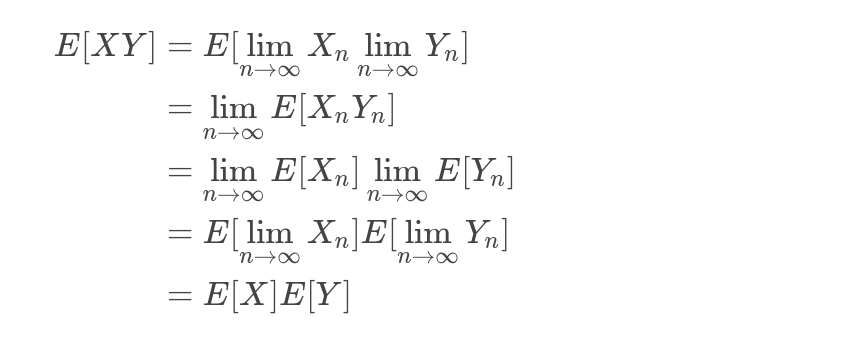 E[XY] = E[lim_{n→∞} X_n lim_{n→∞} Y_n]
= lim_{n→∞} E[X_n Y_n]
= lim_{n→∞} E[X_n] lim_{n→∞} E[Y_n]
= E[lim_{n→∞} X_n]E[lim_{n→∞} Y_n]
= E[X]E[Y]